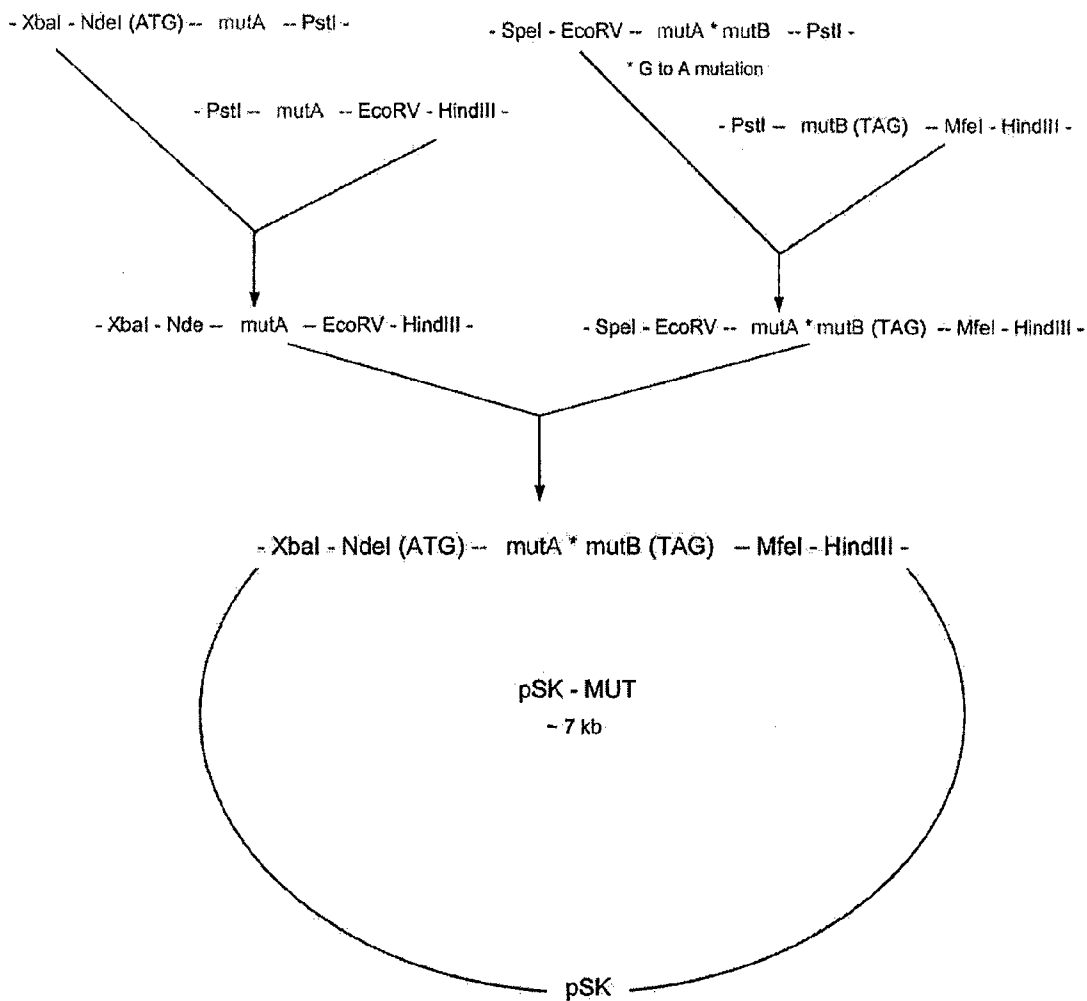 - XbaI - NdeI (ATG) -- mutA -- PstI -
- SpeI - EcoRV -- mutA * mutB -- PstI -
* G to A mutation
- PstI -- mutA -- EcoRV - HindIII -
- PstI -- mutB (TAG) -- MfeI - HindIII -
- XbaI - Nde -- mutA -- EcoRV - HindIII -
- SpeI - EcoRV -- mutA * mutB (TAG) -- MfeI - HindIII -
- XbaI - NdeI (ATG) -- mutA * mutB (TAG) -- MfeI - HindIII -
pSK - MUT
~ 7 kb
pSK